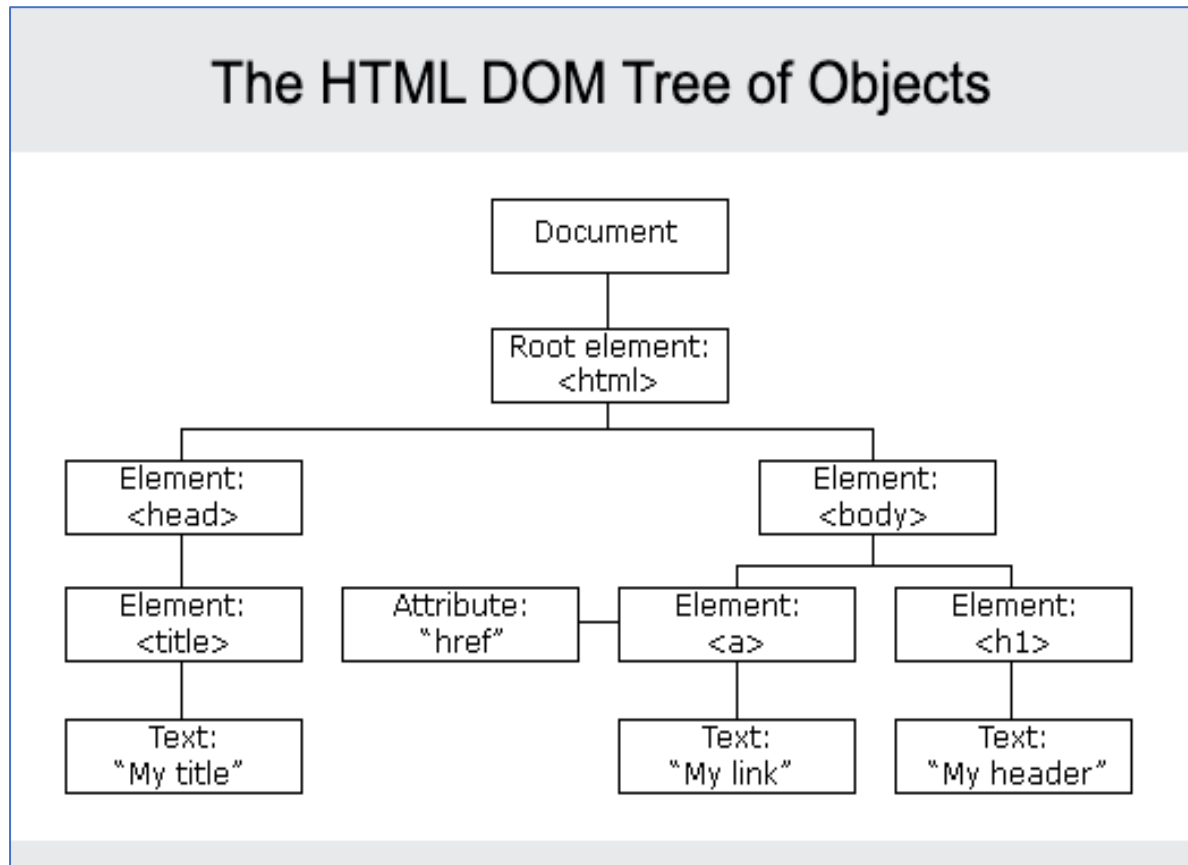 The HTML DOM Tree of Objects
Document
Root element:
<html>
Element:
<head>
Element:
<body>
Element:
<title>
Attribute:
“href”
Element:
<a>
Element:
<h1>
Text:
“My title”
Text:
“My link”
Text:
“My header”